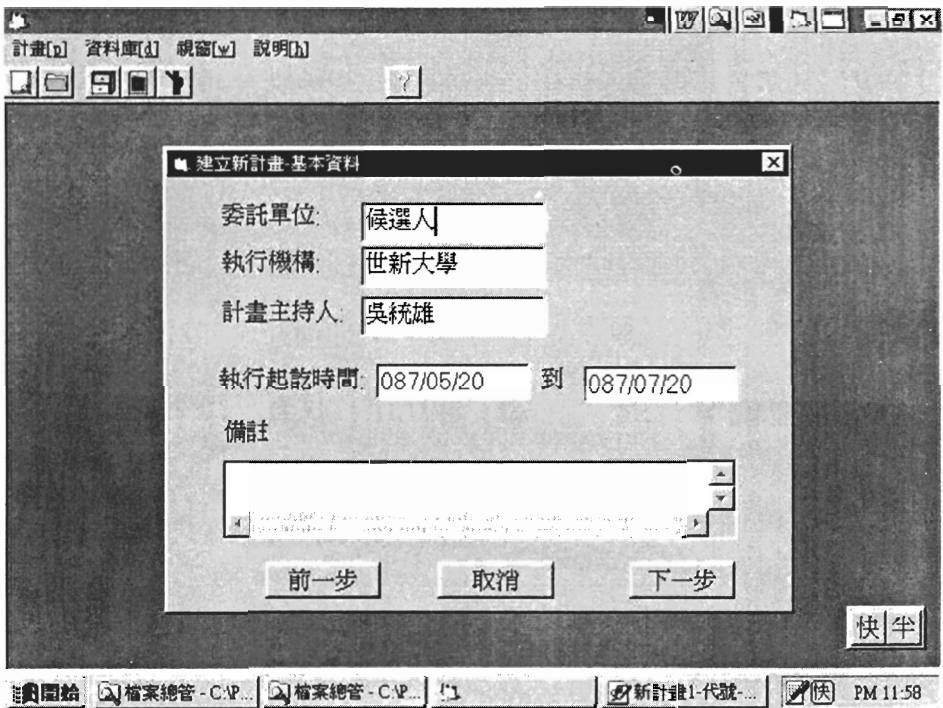 計畫[p] 資料庫[d] 視窗[w] 說明[h]
建立新計畫-基本資料
委託單位: 候選人
執行機構: 世新大學
計畫主持人: 吳統雄
執行起訖時間: 087/05/20 到 087/07/20
備註
前一步 取消 下一步
快 半
開始 檔案總管 - C:\P... 檔案總管 - C:\P... 新計畫1-代號-... 快 PM 11:58